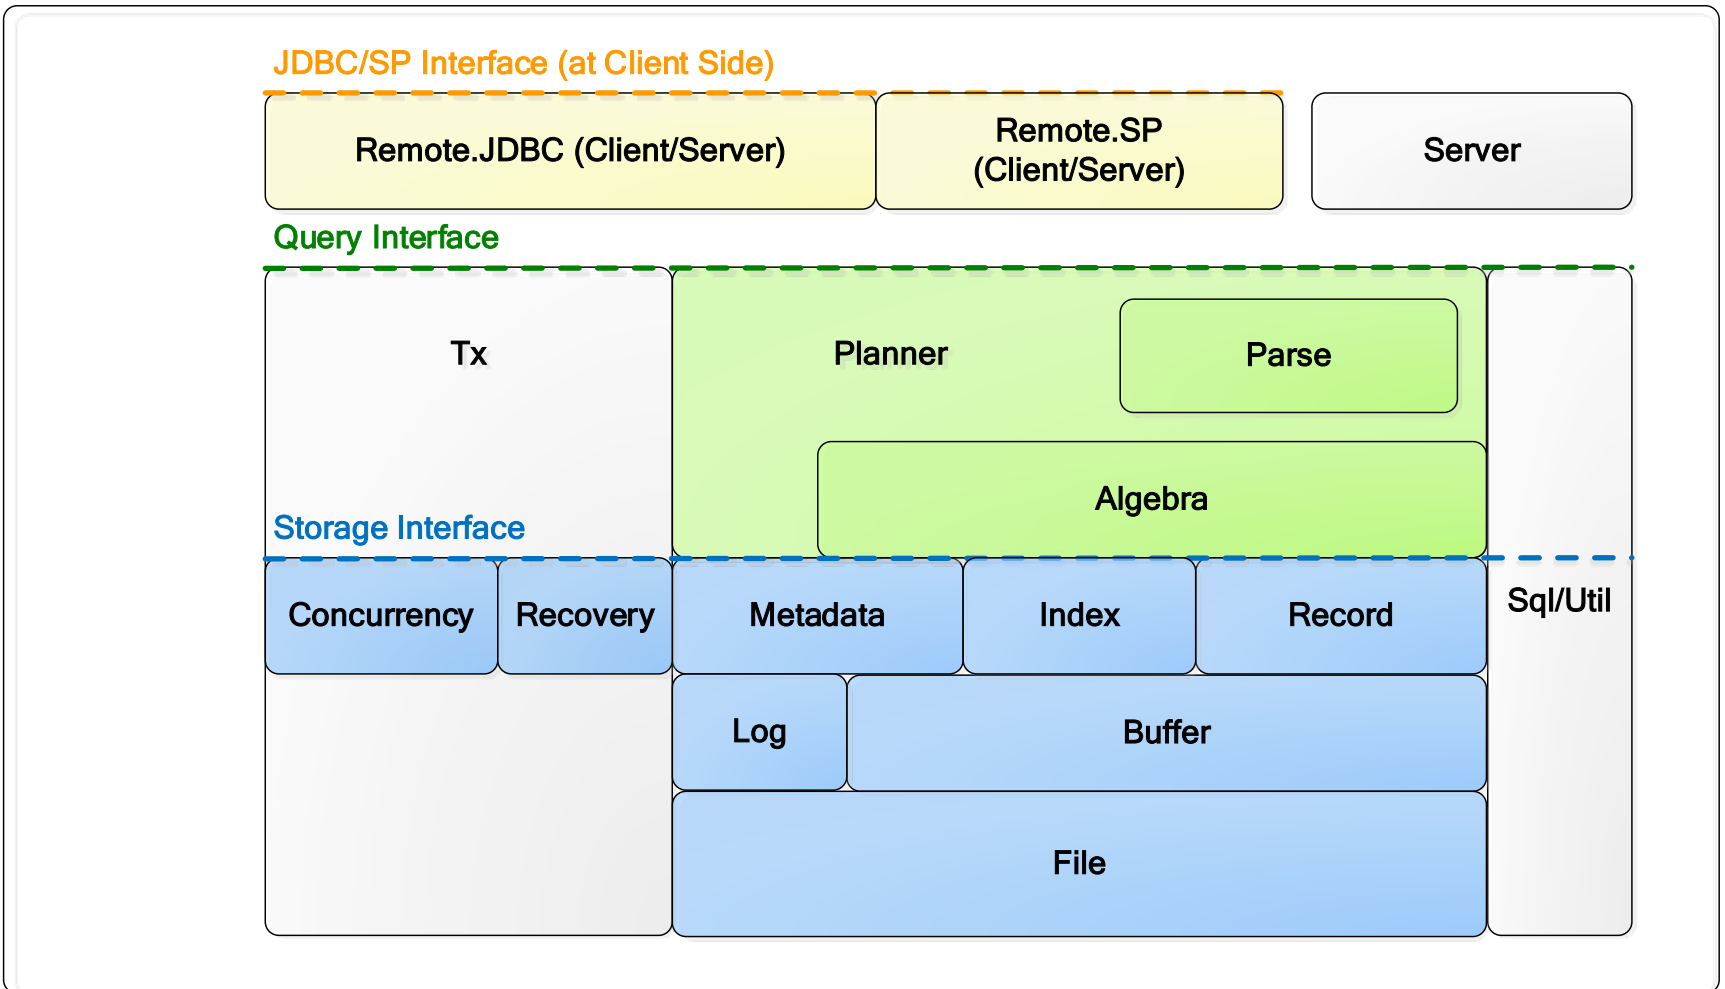 JDBC/SP Interface (at Client Side)
Remote.JDBC (Client/Server)
Remote.SP
(Client/Server)
Server
Query Interface
Tx
Planner
Parse
Algebra
Storage Interface
Concurrency
Recovery
Metadata
Index
Record
Sql/Util
Log
Buffer
File